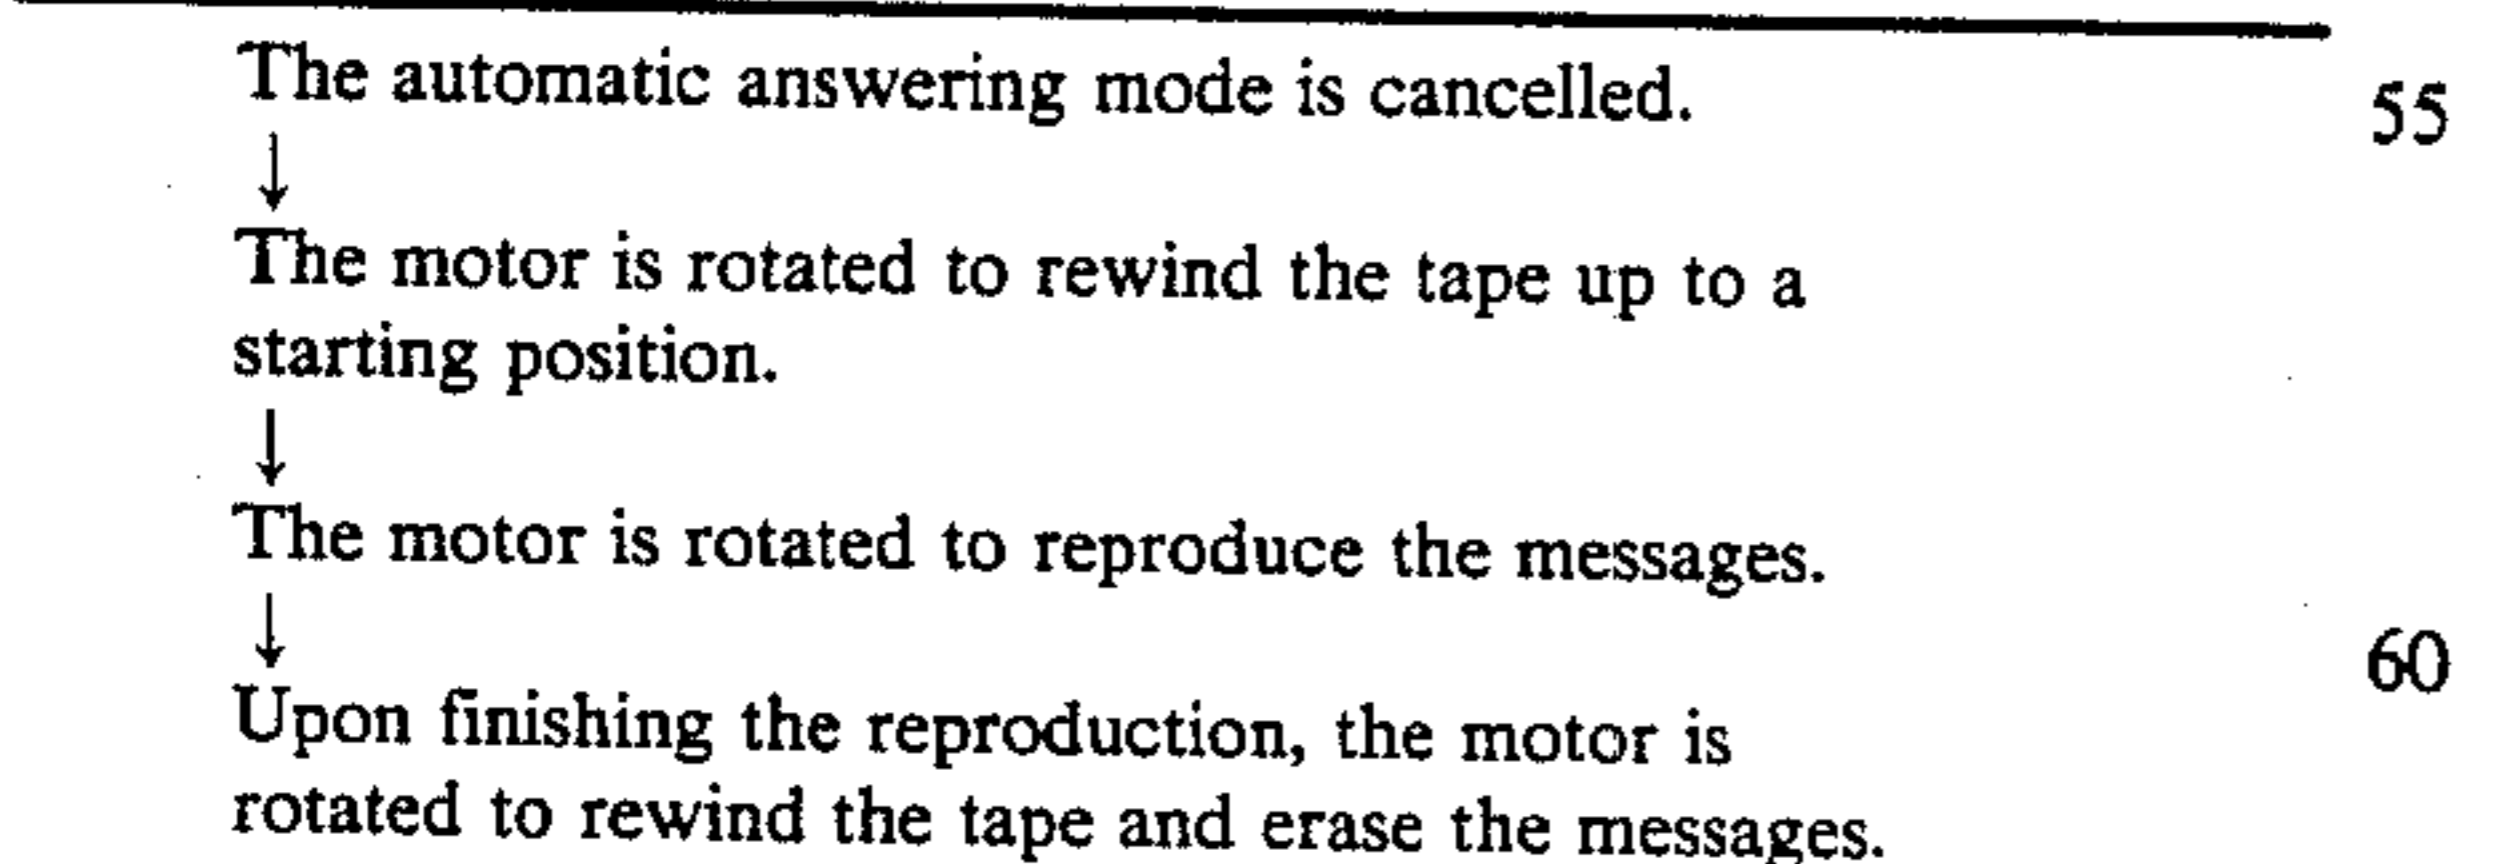 The automatic answering mode is cancelled.
55
↓
The motor is rotated to rewind the tape up to a
starting position.
↓
The motor is rotated to reproduce the messages.
↓
60
Upon finishing the reproduction, the motor is
rotated to rewind the tape and erase the messages.